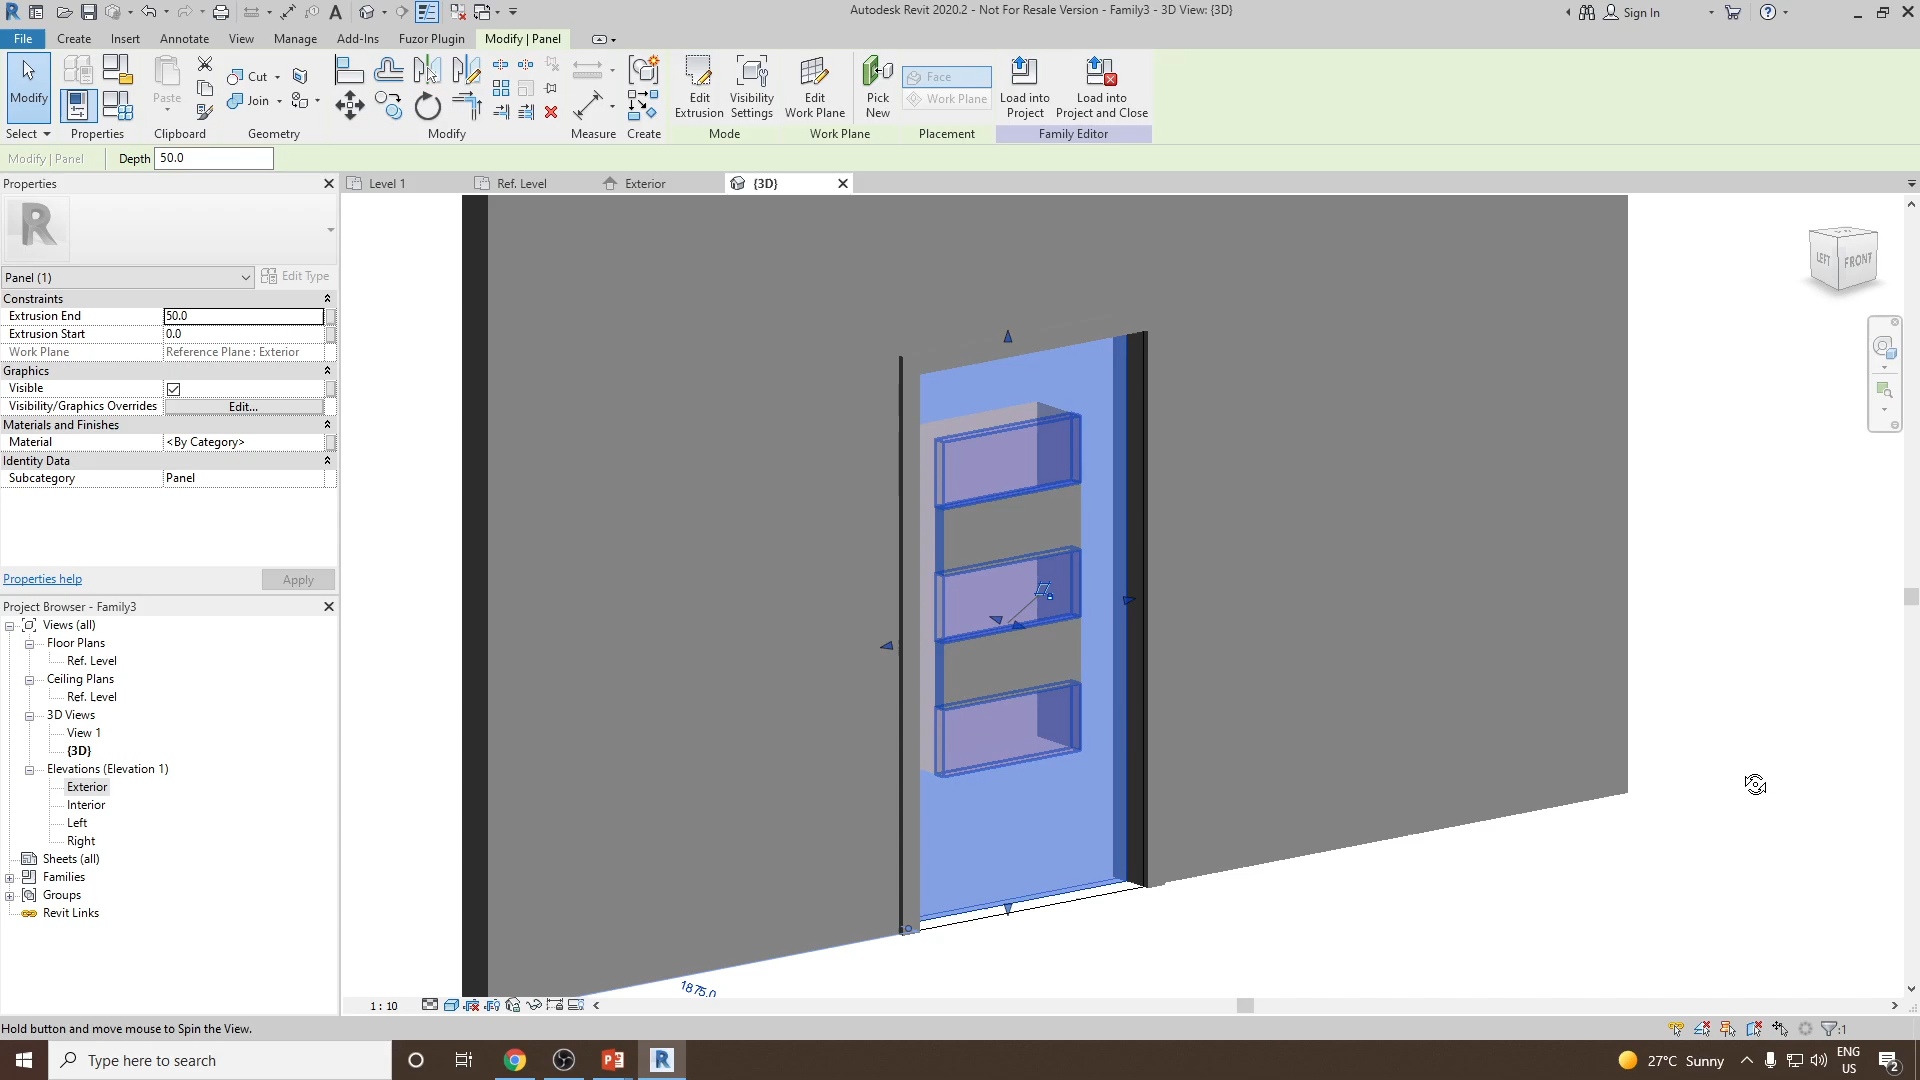 Autodesk Revit 2020.2 - Not For Resale Version - Family3 - 3D View: {3D}
Sign In
File Create Insert Annotate View Manage Add-Ins Fuzor Plugin Modify | Panel
Modify
Paste
Cut
Join
Edit Extrusion
Visibility Settings
Edit Work Plane
Pick New
Face
Work Plane
Load into Project
Load into Project and Close
Select Properties Clipboard Geometry Modify Measure Create Mode Work Plane Placement Family Editor
Modify | Panel Depth 50.0
Properties
Level 1 Ref. Level Exterior {3D}
R
Panel (1) Edit Type
Constraints
Extrusion End 50.0
Extrusion Start 0.0
Work Plane Reference Plane : Exterior
Graphics
Visible
Visibility/Graphics Overrides Edit...
Materials and Finishes
Material <By Category>
Identity Data
Subcategory Panel
Properties help Apply
Project Browser - Family3
Views (all)
Floor Plans
Ref. Level
Ceiling Plans
Ref. Level
3D Views
View 1
{3D}
Elevations (Elevation 1)
Exterior
Interior
Left
Right
Sheets (all)
Families
Groups
Revit Links
LEFT FRONT
1875.0
1 : 10
Hold button and move mouse to Spin the View.
:1
Type here to search
27°C Sunny
ENG
US
2